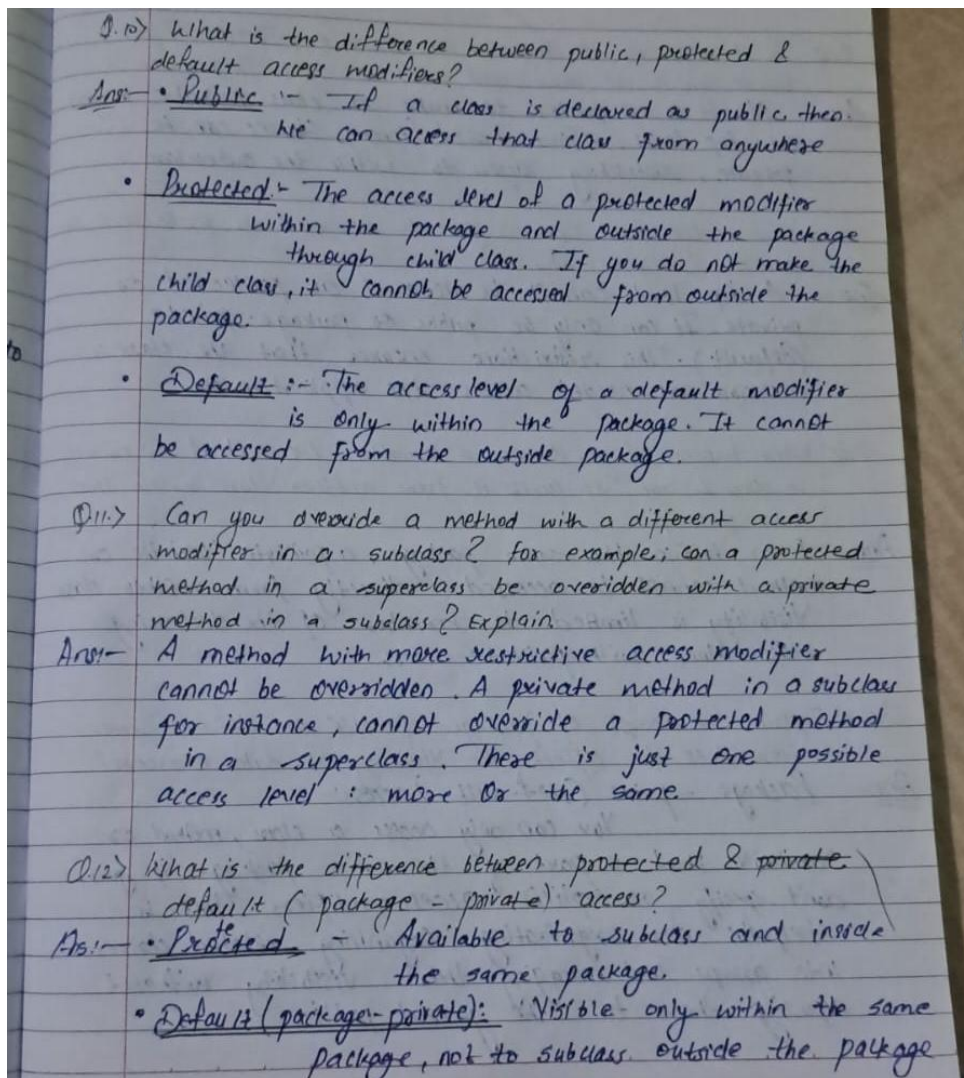 Q.10> What is the difference between public, protected &
default access modifiers?
Ans:- • Public :- If a class is declared as public then
we can access that class from anywhere
• Protected:- The access level of a protected modifier
within the package and outside the package
through child class. If you do not make the
child class, it cannot be accessed from outside the
package.
to
• Default :- The access level of a default modifier
is only within the package. It cannot
be accessed from the outside package.
Q11.> Can you override a method with a different access
modifier in a subclass? for example; can a protected
method in a superclass be overidden with a private
method in a subclass? Explain.
Ans:- A method with more restrictive access modifier
cannot be overridden. A private method in a subclass
for instance, cannot override a protected method
in a superclass. There is just one possible
access level : more or the same
Q.12> What is the difference between protected & private
default (package - private) access?
As:- • Protected - Available to subclass and inside
the same package.
• Default (package-private): Visible only within the same
package, not to subclass outside the package